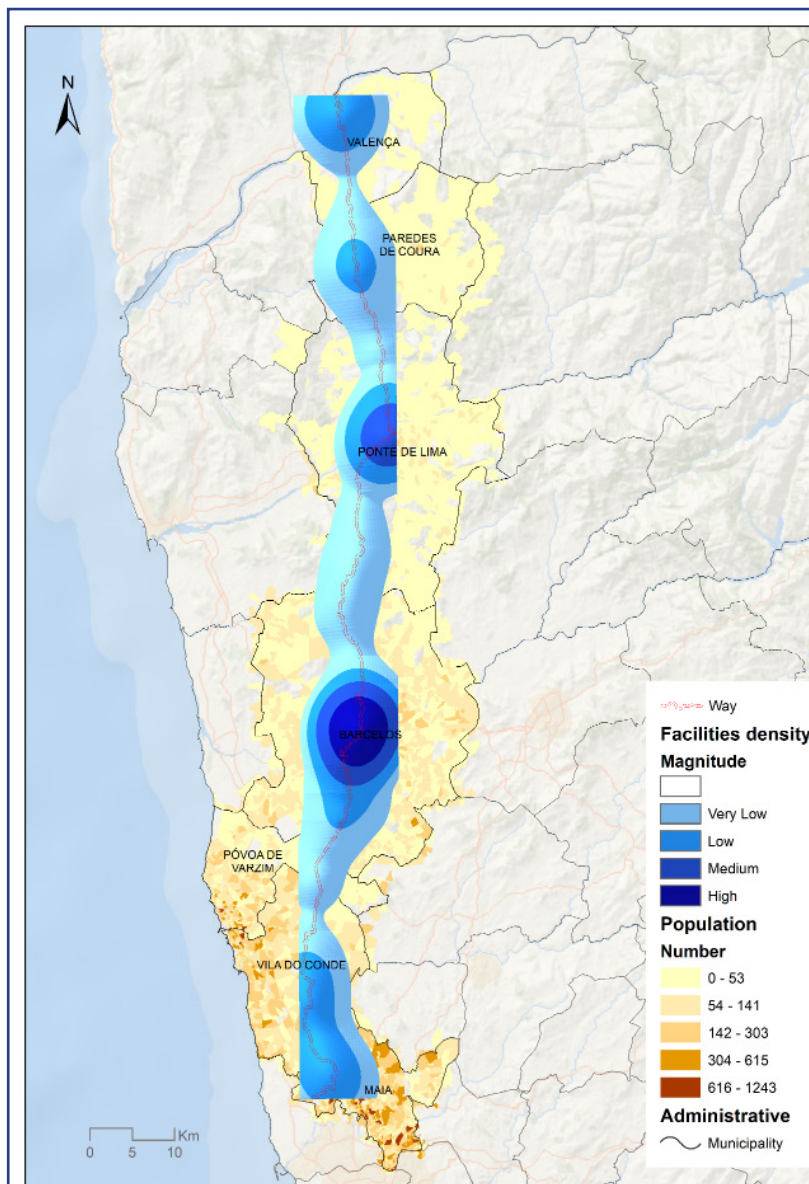 N
VALENÇA
PAREDES
DE COURA
PONTE DE LIMA
BARCELOS
PÓVOA DE
VARZIM
VILA DO CONDE
MAIA
Km
0 5 10
Way
Facilities density
Magnitude
Very Low
Low
Medium
High
Population
Number
0 - 53
54 - 141
142 - 303
304 - 615
616 - 1243
Administrative
Municipality